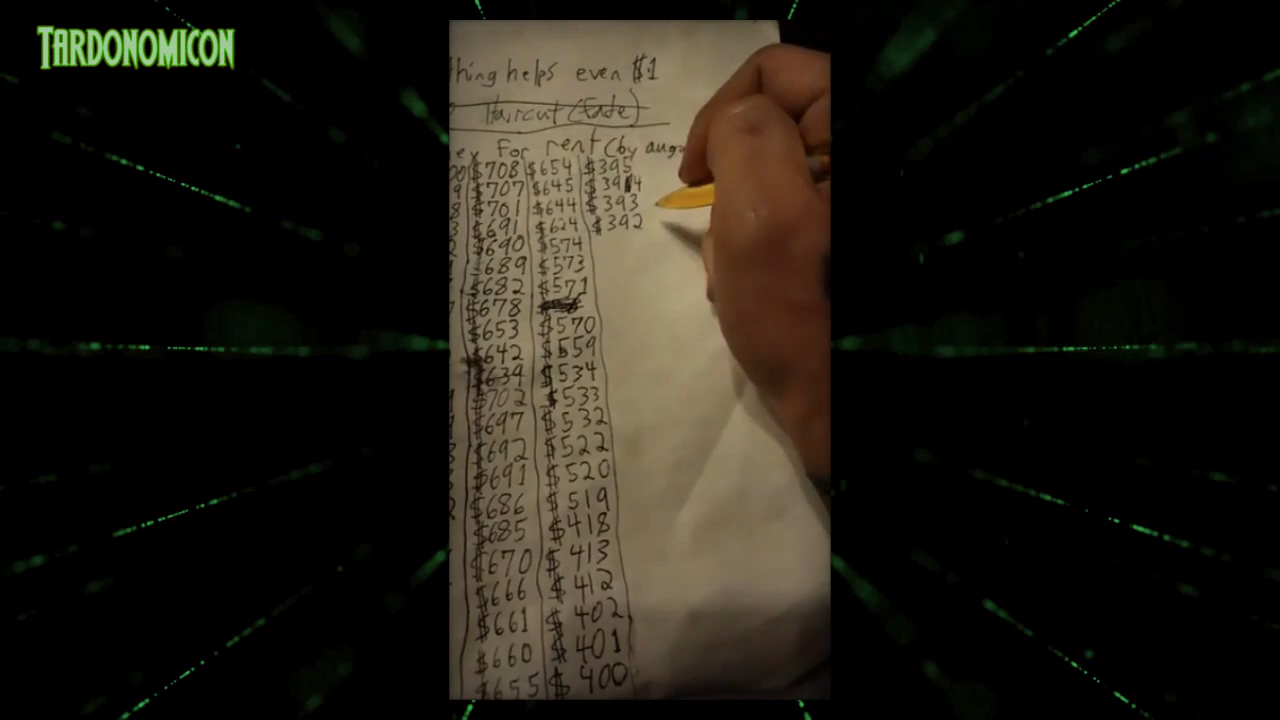 TARDONOMICON
thing helps even $1
Haircut (Fade)
For rent (by
$708 $654 $395
$707 $645 $394
$701 $644 $393
$691 $624 $392
$690 $574
$689 $573
$682 $571
$678
$653 $570
$642 $559
$639 $534
$702 $533
$697 $532
$692 $522
$691 $520
$686 $519
$685 $418
$670 $413
$666 $412
$661 $402
$660 $401
$655 $400